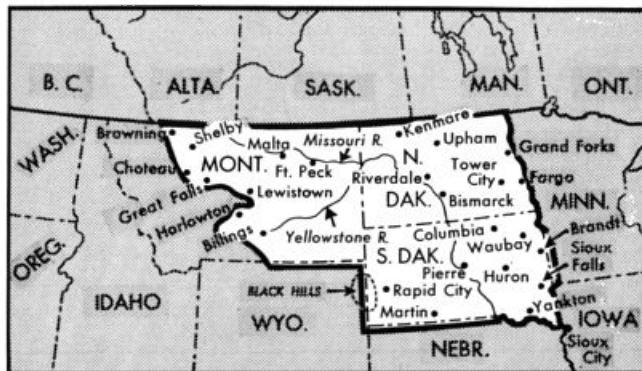 B. C.
ALTA.
SASK.
MAN.
ONT.
WASH.
Browning
Shelby
Malta
Missouri R.
Kenmare
Upham
Grand Forks
MONT.
Ft. Peck
N.
DAK.
Choteau
Riverdale
Tower
City
Fargo
Great Falls
Lewistown
Bismarck
MINN.
Harlowton
Billings
Yellowstone R.
Columbia
Waubay
Brandt
OREG.
S. DAK.
Pierre
Huron
Sioux
Falls
IDAHO
BLACK HILLS
Rapid City
WYO.
Martin
Yankton
IOWA
NEBR.
Sioux
City